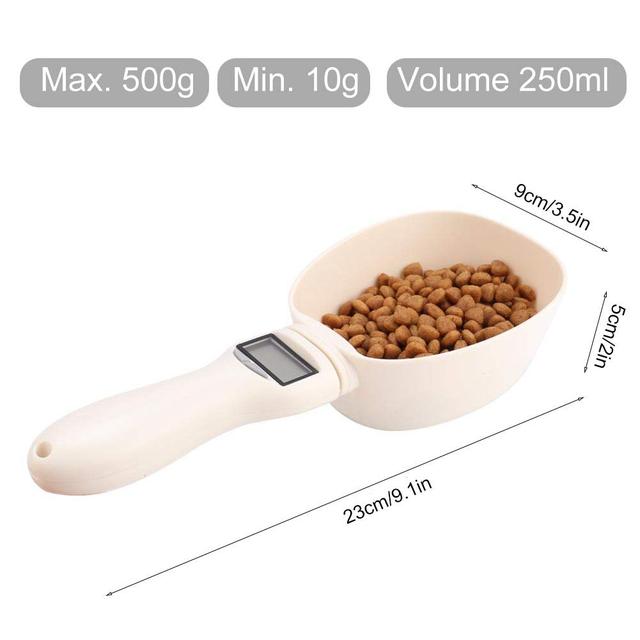 Max. 500g
Min. 10g
Volume 250ml
9cm/3.5in
5cm/2in
23cm/9.1in